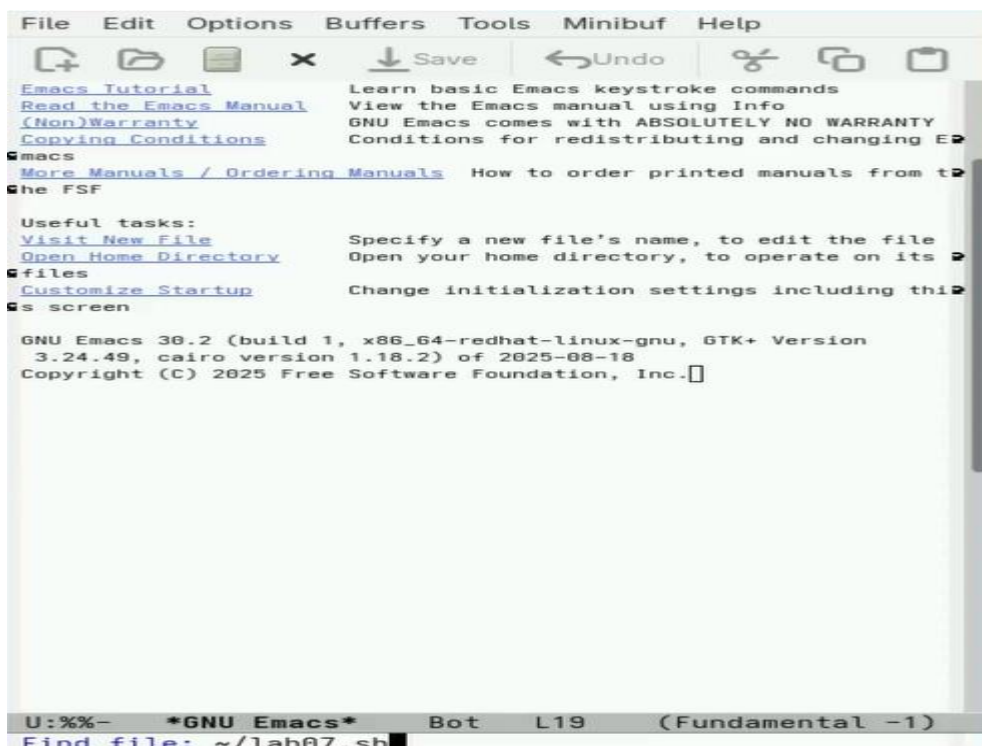 File Edit Options Buffers Tools Minibuf Help
Save Undo
Emacs Tutorial Learn basic Emacs keystroke commands
Read the Emacs Manual View the Emacs manual using Info
(Non)Warranty GNU Emacs comes with ABSOLUTELY NO WARRANTY
Copying Conditions Conditions for redistributing and changing E
macs
More Manuals / Ordering Manuals How to order printed manuals from t
he FSF
Useful tasks:
Visit New File Specify a new file's name, to edit the file
Open Home Directory Open your home directory, to operate on its
files
Customize Startup Change initialization settings including thi
s screen
GNU Emacs 30.2 (build 1, x86_64-redhat-linux-gnu, GTK+ Version
3.24.49, cairo version 1.18.2) of 2025-08-18
Copyright (C) 2025 Free Software Foundation, Inc.
U:%%- *GNU Emacs* Bot L19 (Fundamental -1)
Find file: ~/lab07.sh